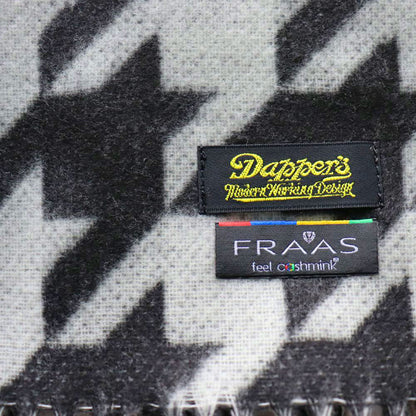 Dapper's
Modern Working Design
FRAAS
feel cashmink®